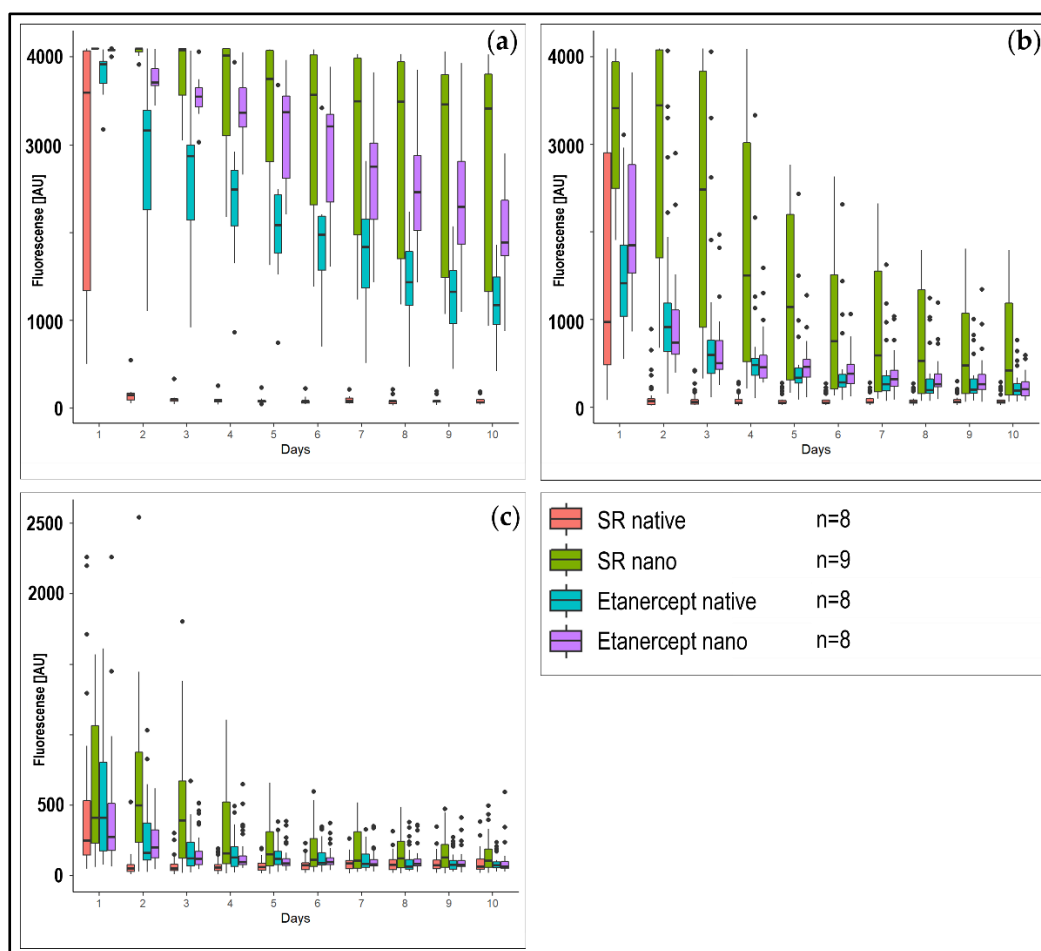 (a)
4000
3000
1000
0
Fluorescense [AU]
1 2 3 4 5 6 7 8 9 10
Days
(b)
4000
3000
1000
0
Fluorescense [AU]
1 2 3 4 5 6 7 8 9 10
Days
(c)
2500
2000
500
0
Fluorescense [AU]
1 2 3 4 5 6 7 8 9 10
Days
SR native n=8
SR nano n=9
Etanercept native n=8
Etanercept nano n=8